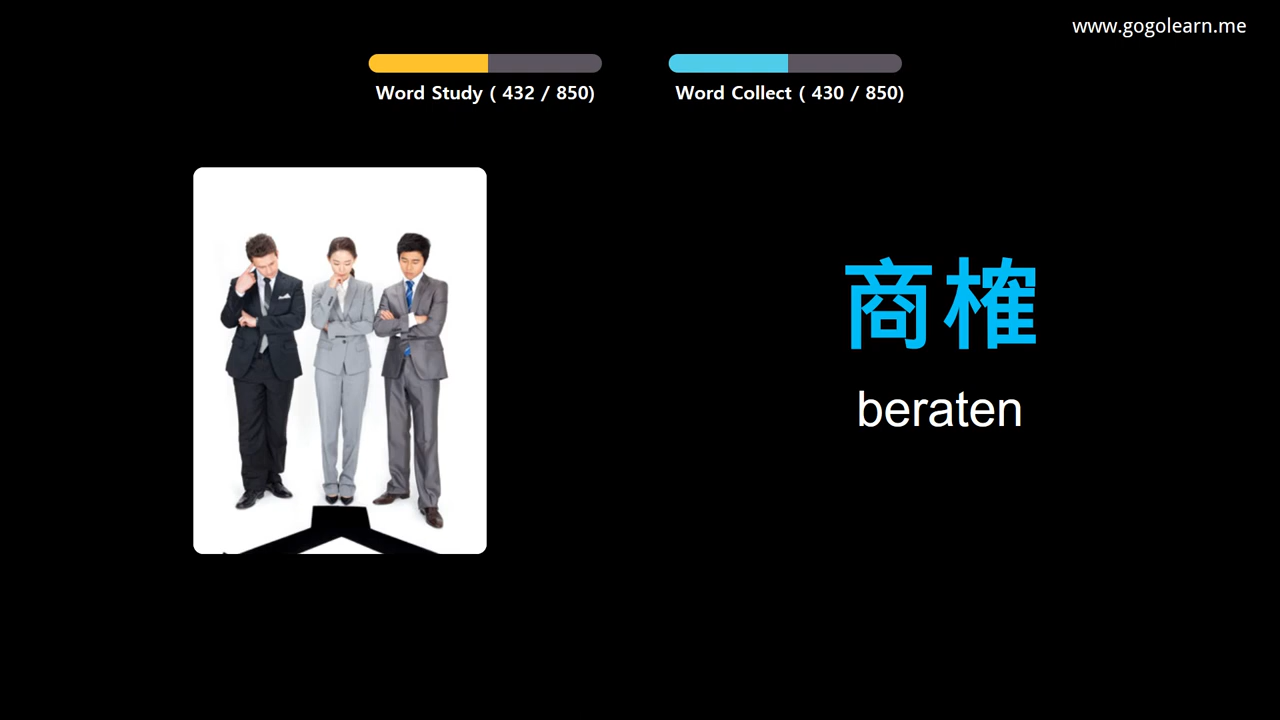 www.gogolearn.me
Word Study ( 432 / 850)
Word Collect ( 430 / 850)
商榷
beraten